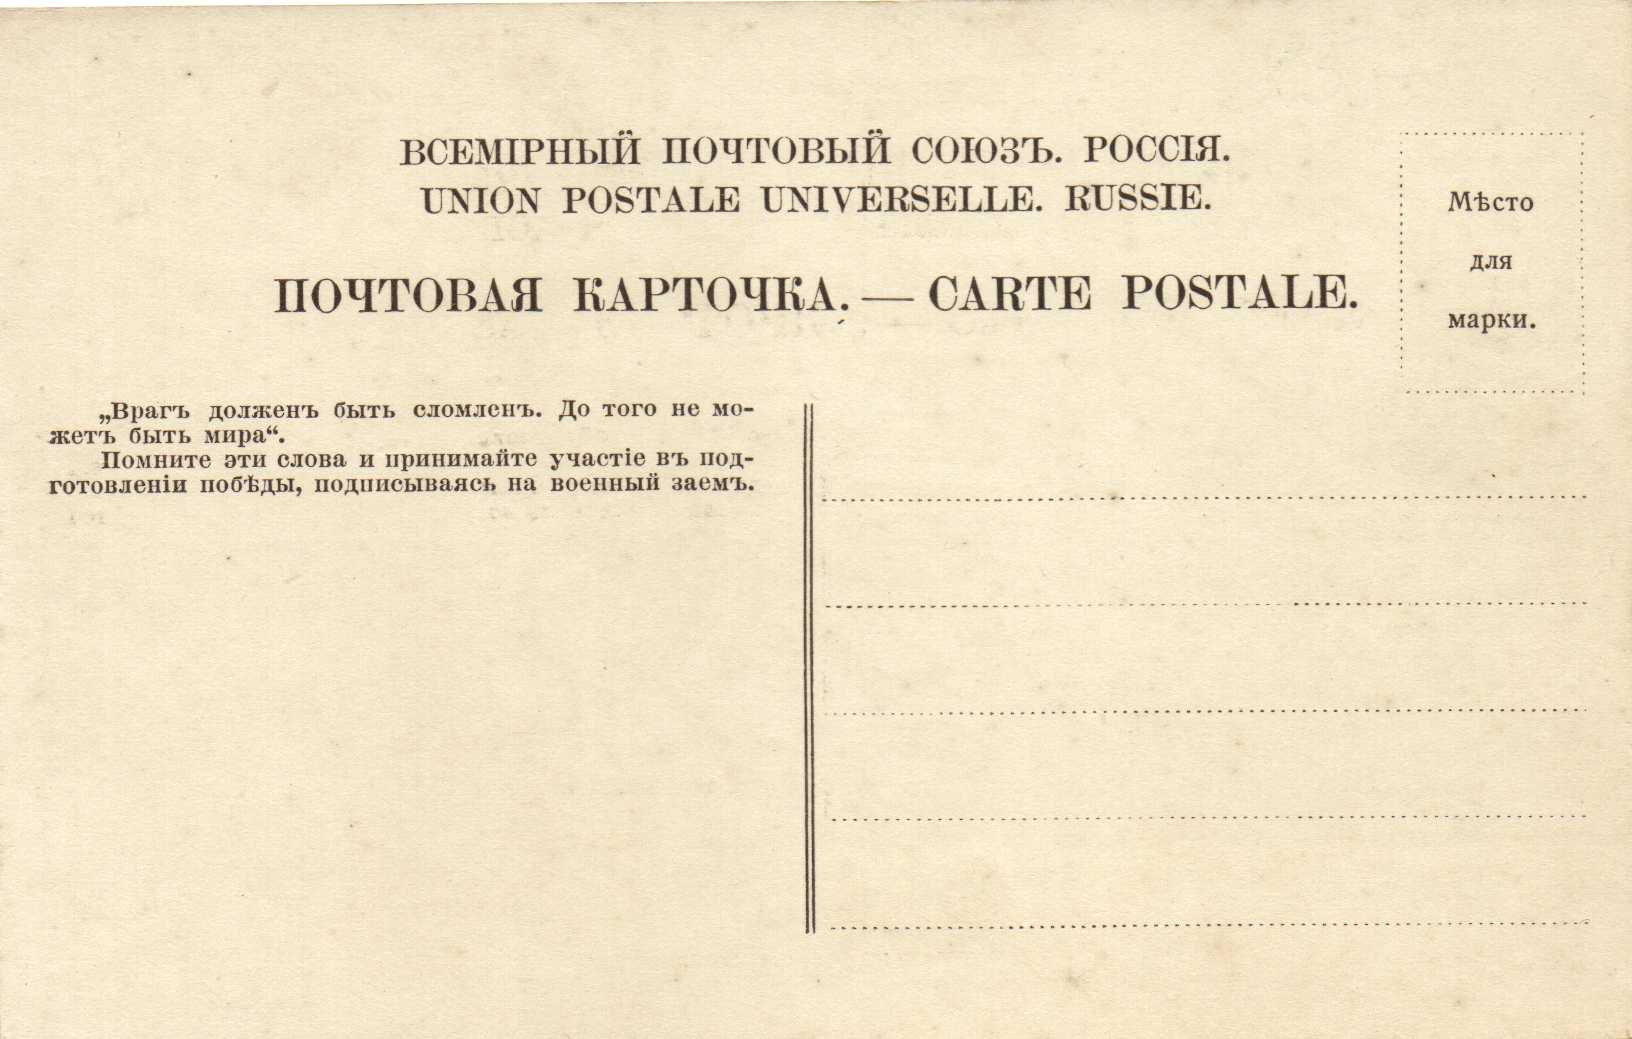 ВСЕМІРНЫЙ ПОЧТОВЫЙ СОЮЗЪ. РОССІЯ.
UNION POSTALE UNIVERSELLE. RUSSIE.
ПОЧТОВАЯ КАРТОЧКА. — CARTE POSTALE.
Мѣсто
для
марки.
„Врагъ долженъ быть сломленъ. До того не мо-
жетъ быть мира“.
Помните эти слова и принимайте участіе въ под-
готовленіи побѣды, подписываясь на военный заемъ.